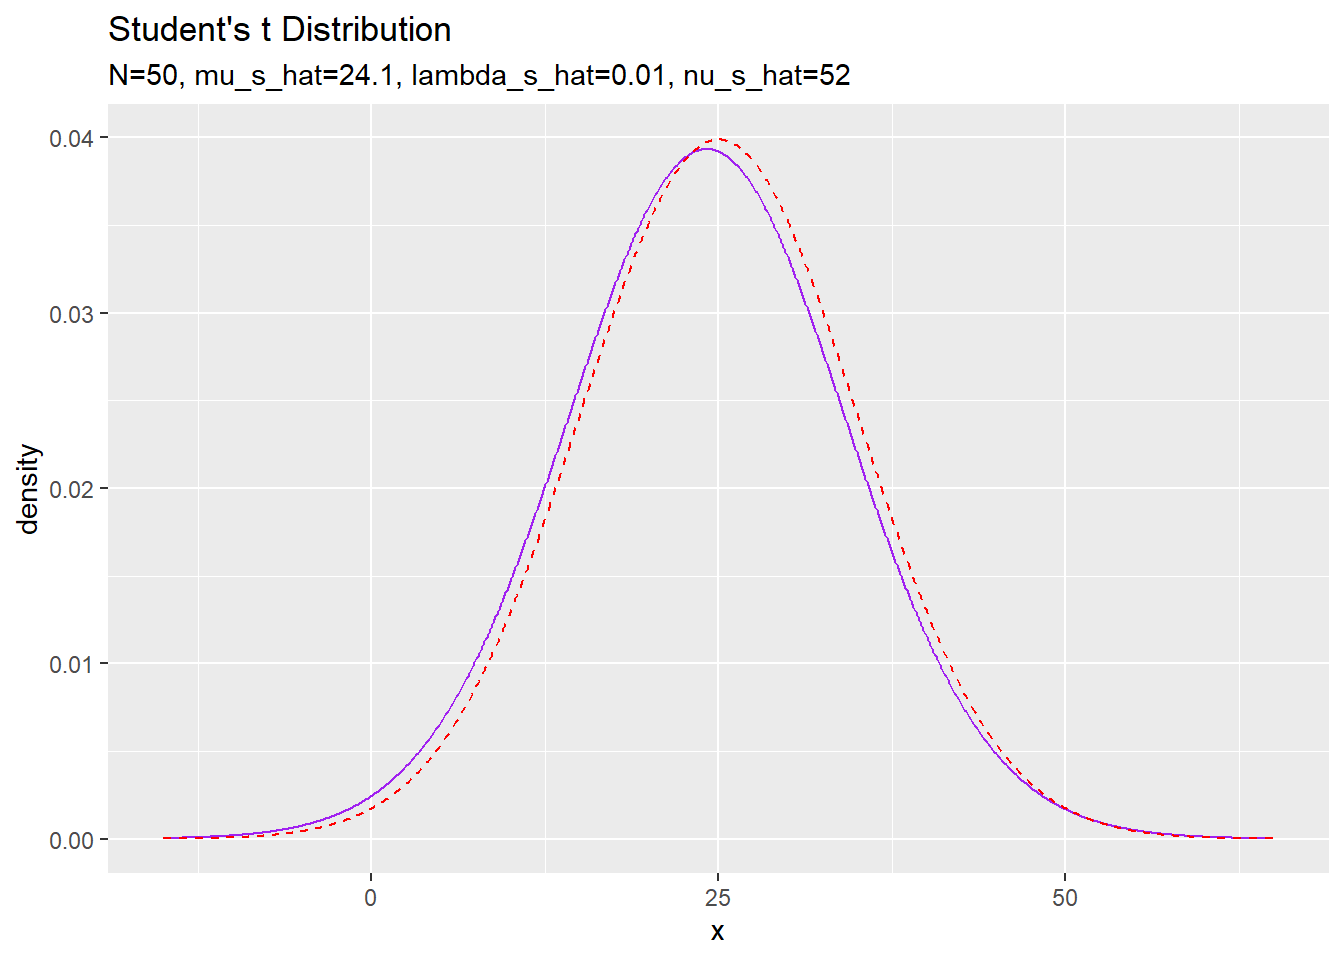 Student's t Distribution
N=50, mu_s_hat=24.1, lambda_s_hat=0.01, nu_s_hat=52
0.04
0.03
0.02
0.01
0.00
density
0
25
50
x